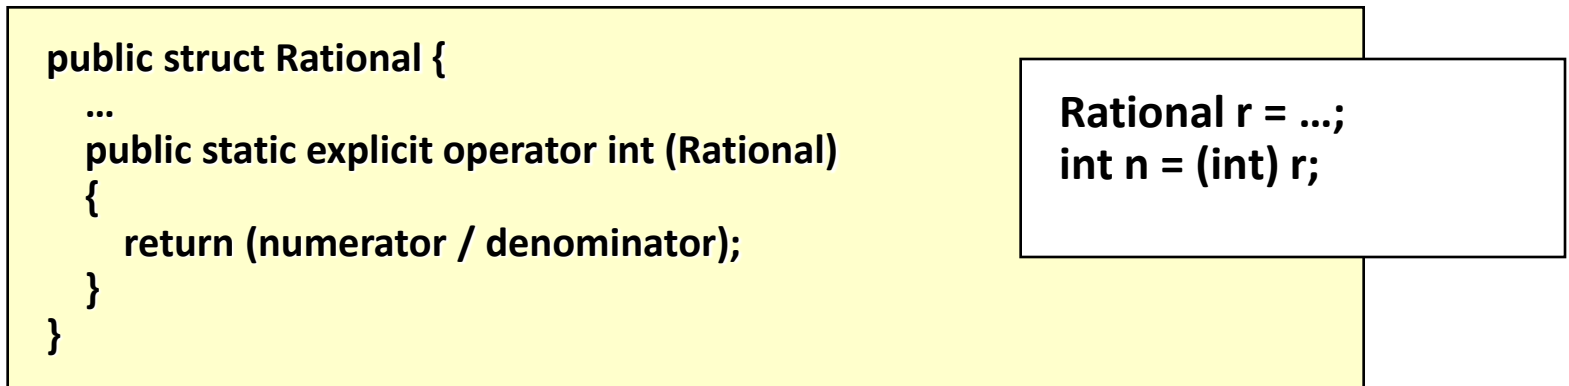 public struct Rational {
…
public static explicit operator int (Rational)
{
return (numerator / denominator);
}
}
Rational r = …;
int n = (int) r;